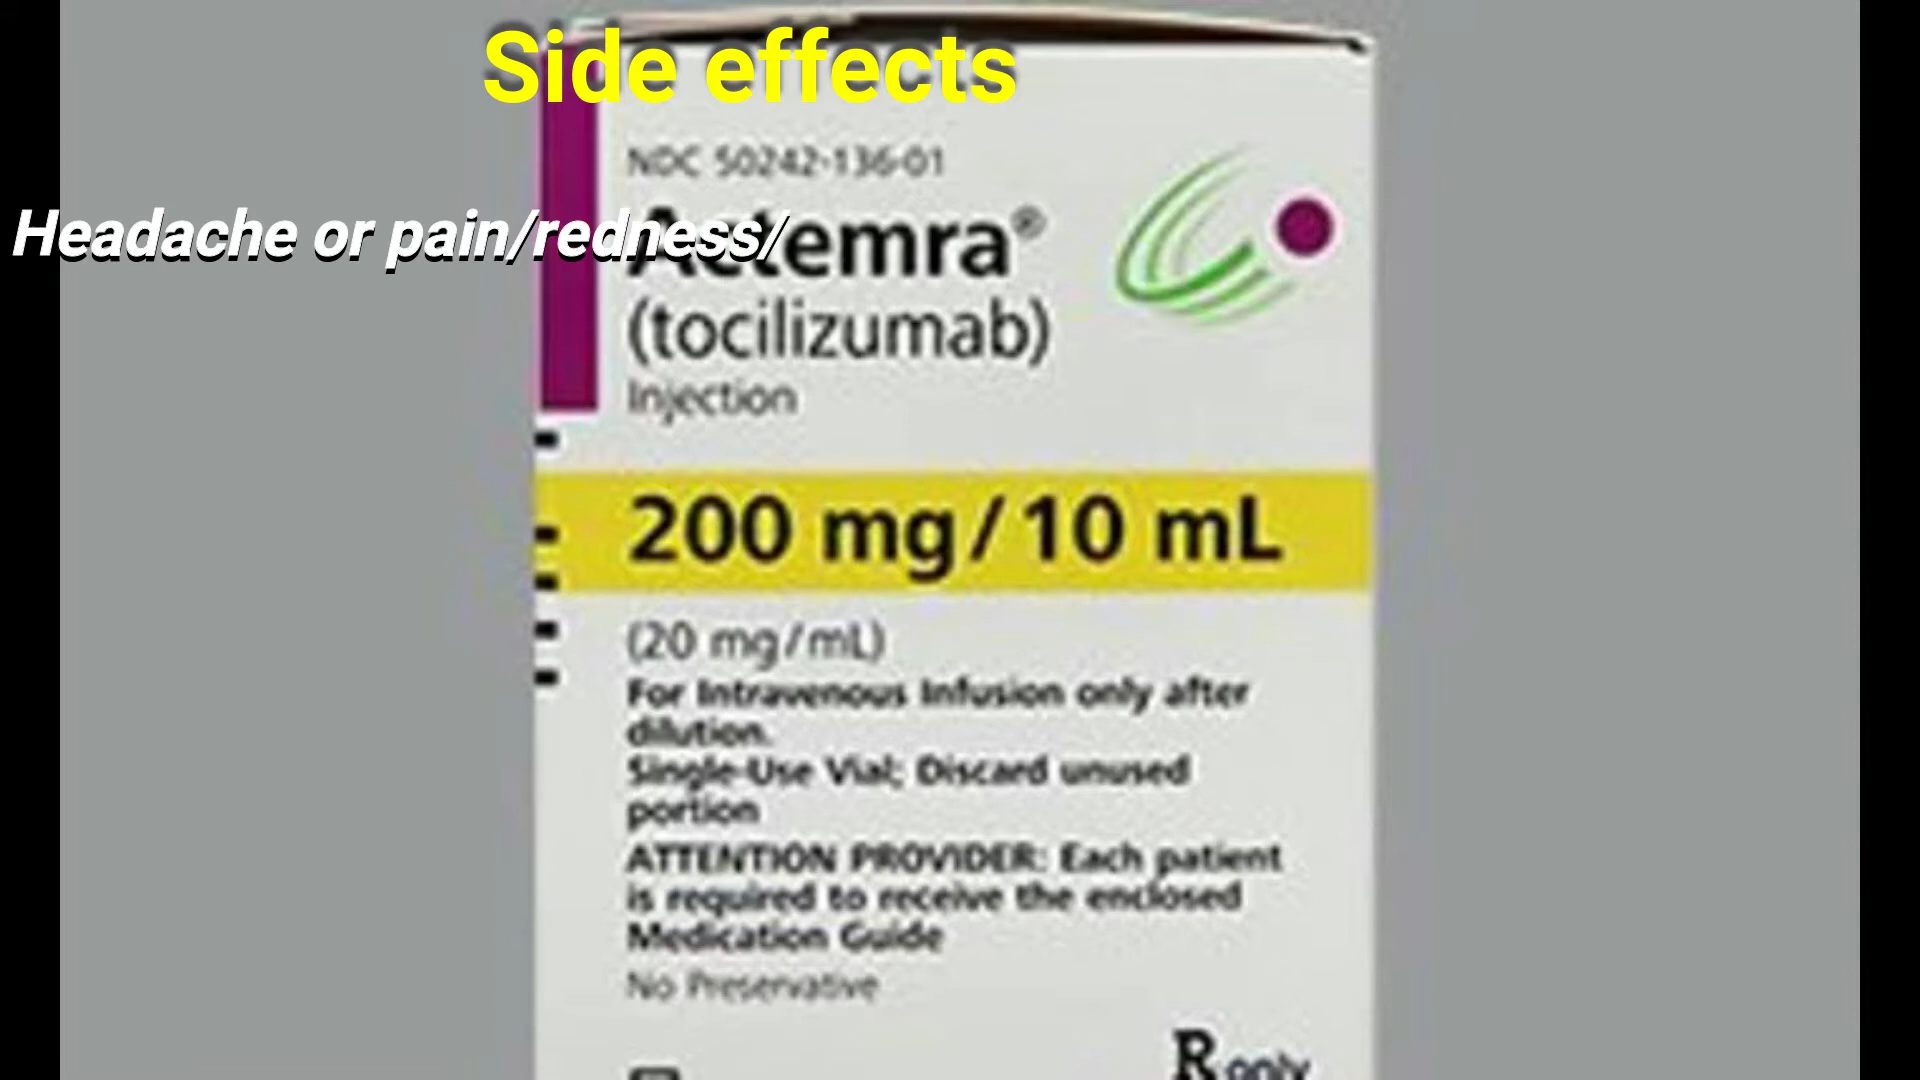 Side effects
NDC 50242-136-01
Headache or pain/redness/
Actemra®
(tocilizumab)
Injection
200 mg/10 mL
(20 mg/mL)
For Intravenous Infusion only after
dilution.
Single-Use Vial; Discard unused
portion
ATTENTION PROVIDER: Each patient
is required to receive the enclosed
Medication Guide
No Preservative
Rx only